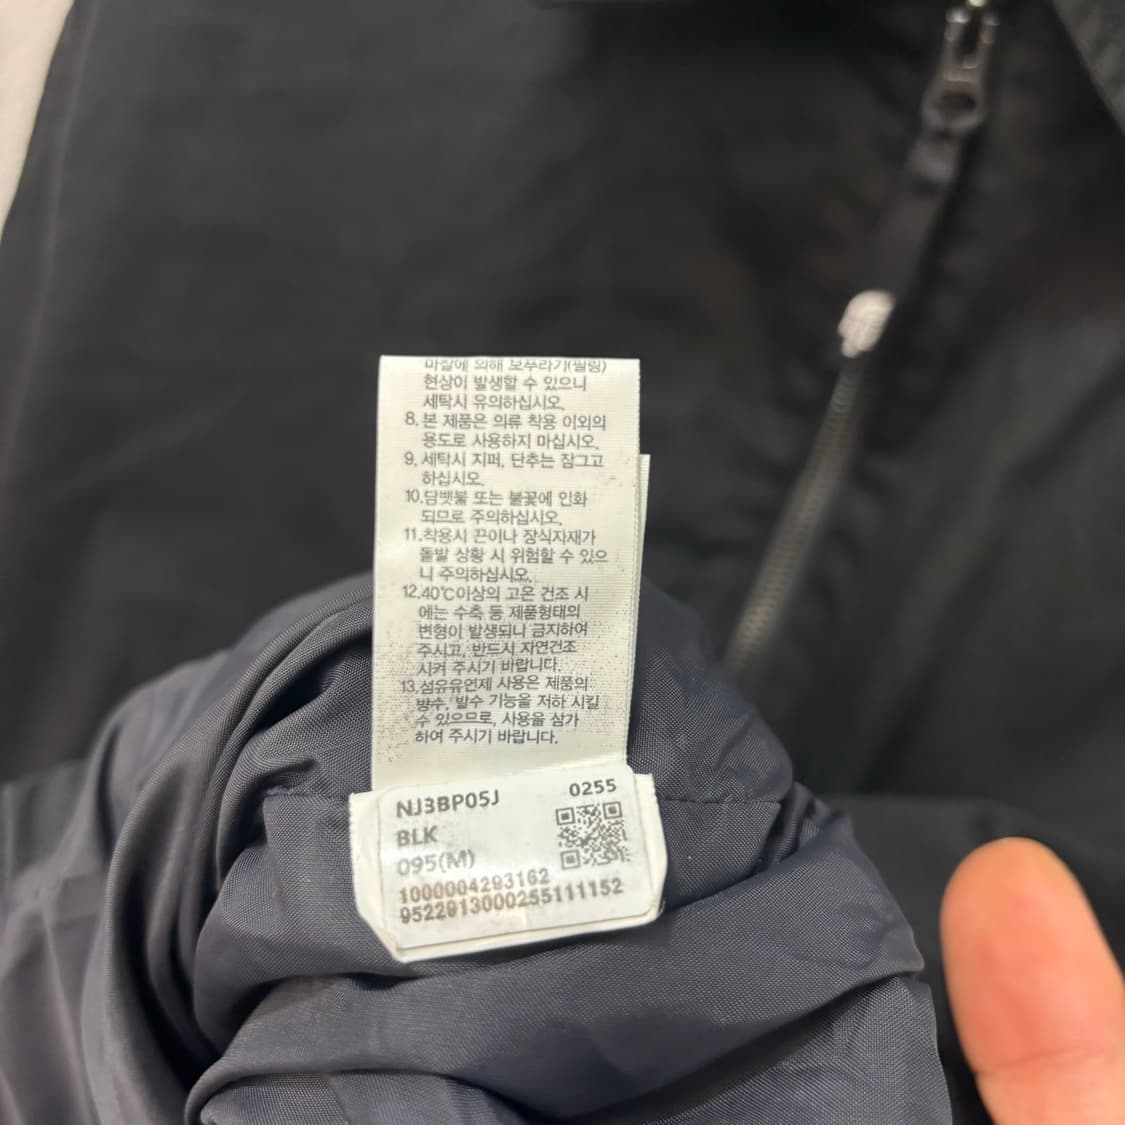 마찰에 의해 보푸라기(필링)
현상이 발생할 수 있으니
세탁시 유의하십시오.
8. 본 제품은 의류 착용 이외의
용도로 사용하지 마십시오.
9. 세탁시 지퍼, 단추는 잠그고
하십시오.
10. 담뱃불 또는 불꽃에 인화
되므로 주의하십시오.
11. 착용시 끈이나 장식자재가
돌발 상황 시 위험할 수 있으
니 주의하십시오.
12. 40℃이상의 고온 건조 시
에는 수축 등 제품형태의
변형이 발생되니 금지하여
주시고, 반드시 자연건조
시켜 주시기 바랍니다.
13. 섬유유연제 사용은 제품의
방수, 발수 기능을 저하 시킬
수 있으므로, 사용을 삼가
하여 주시기 바랍니다.
NJ3BP05J 0255
BLK
095(M)
1000004293162
9522913000255111152